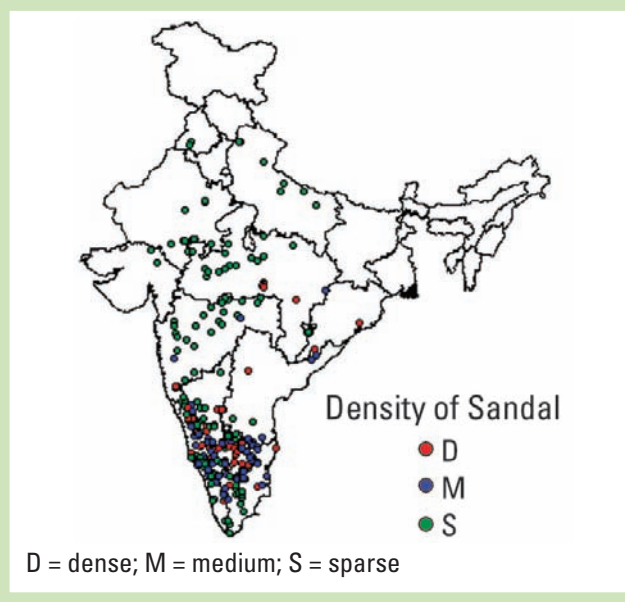 Density of Sandal
D
M
S
D = dense; M = medium; S = sparse